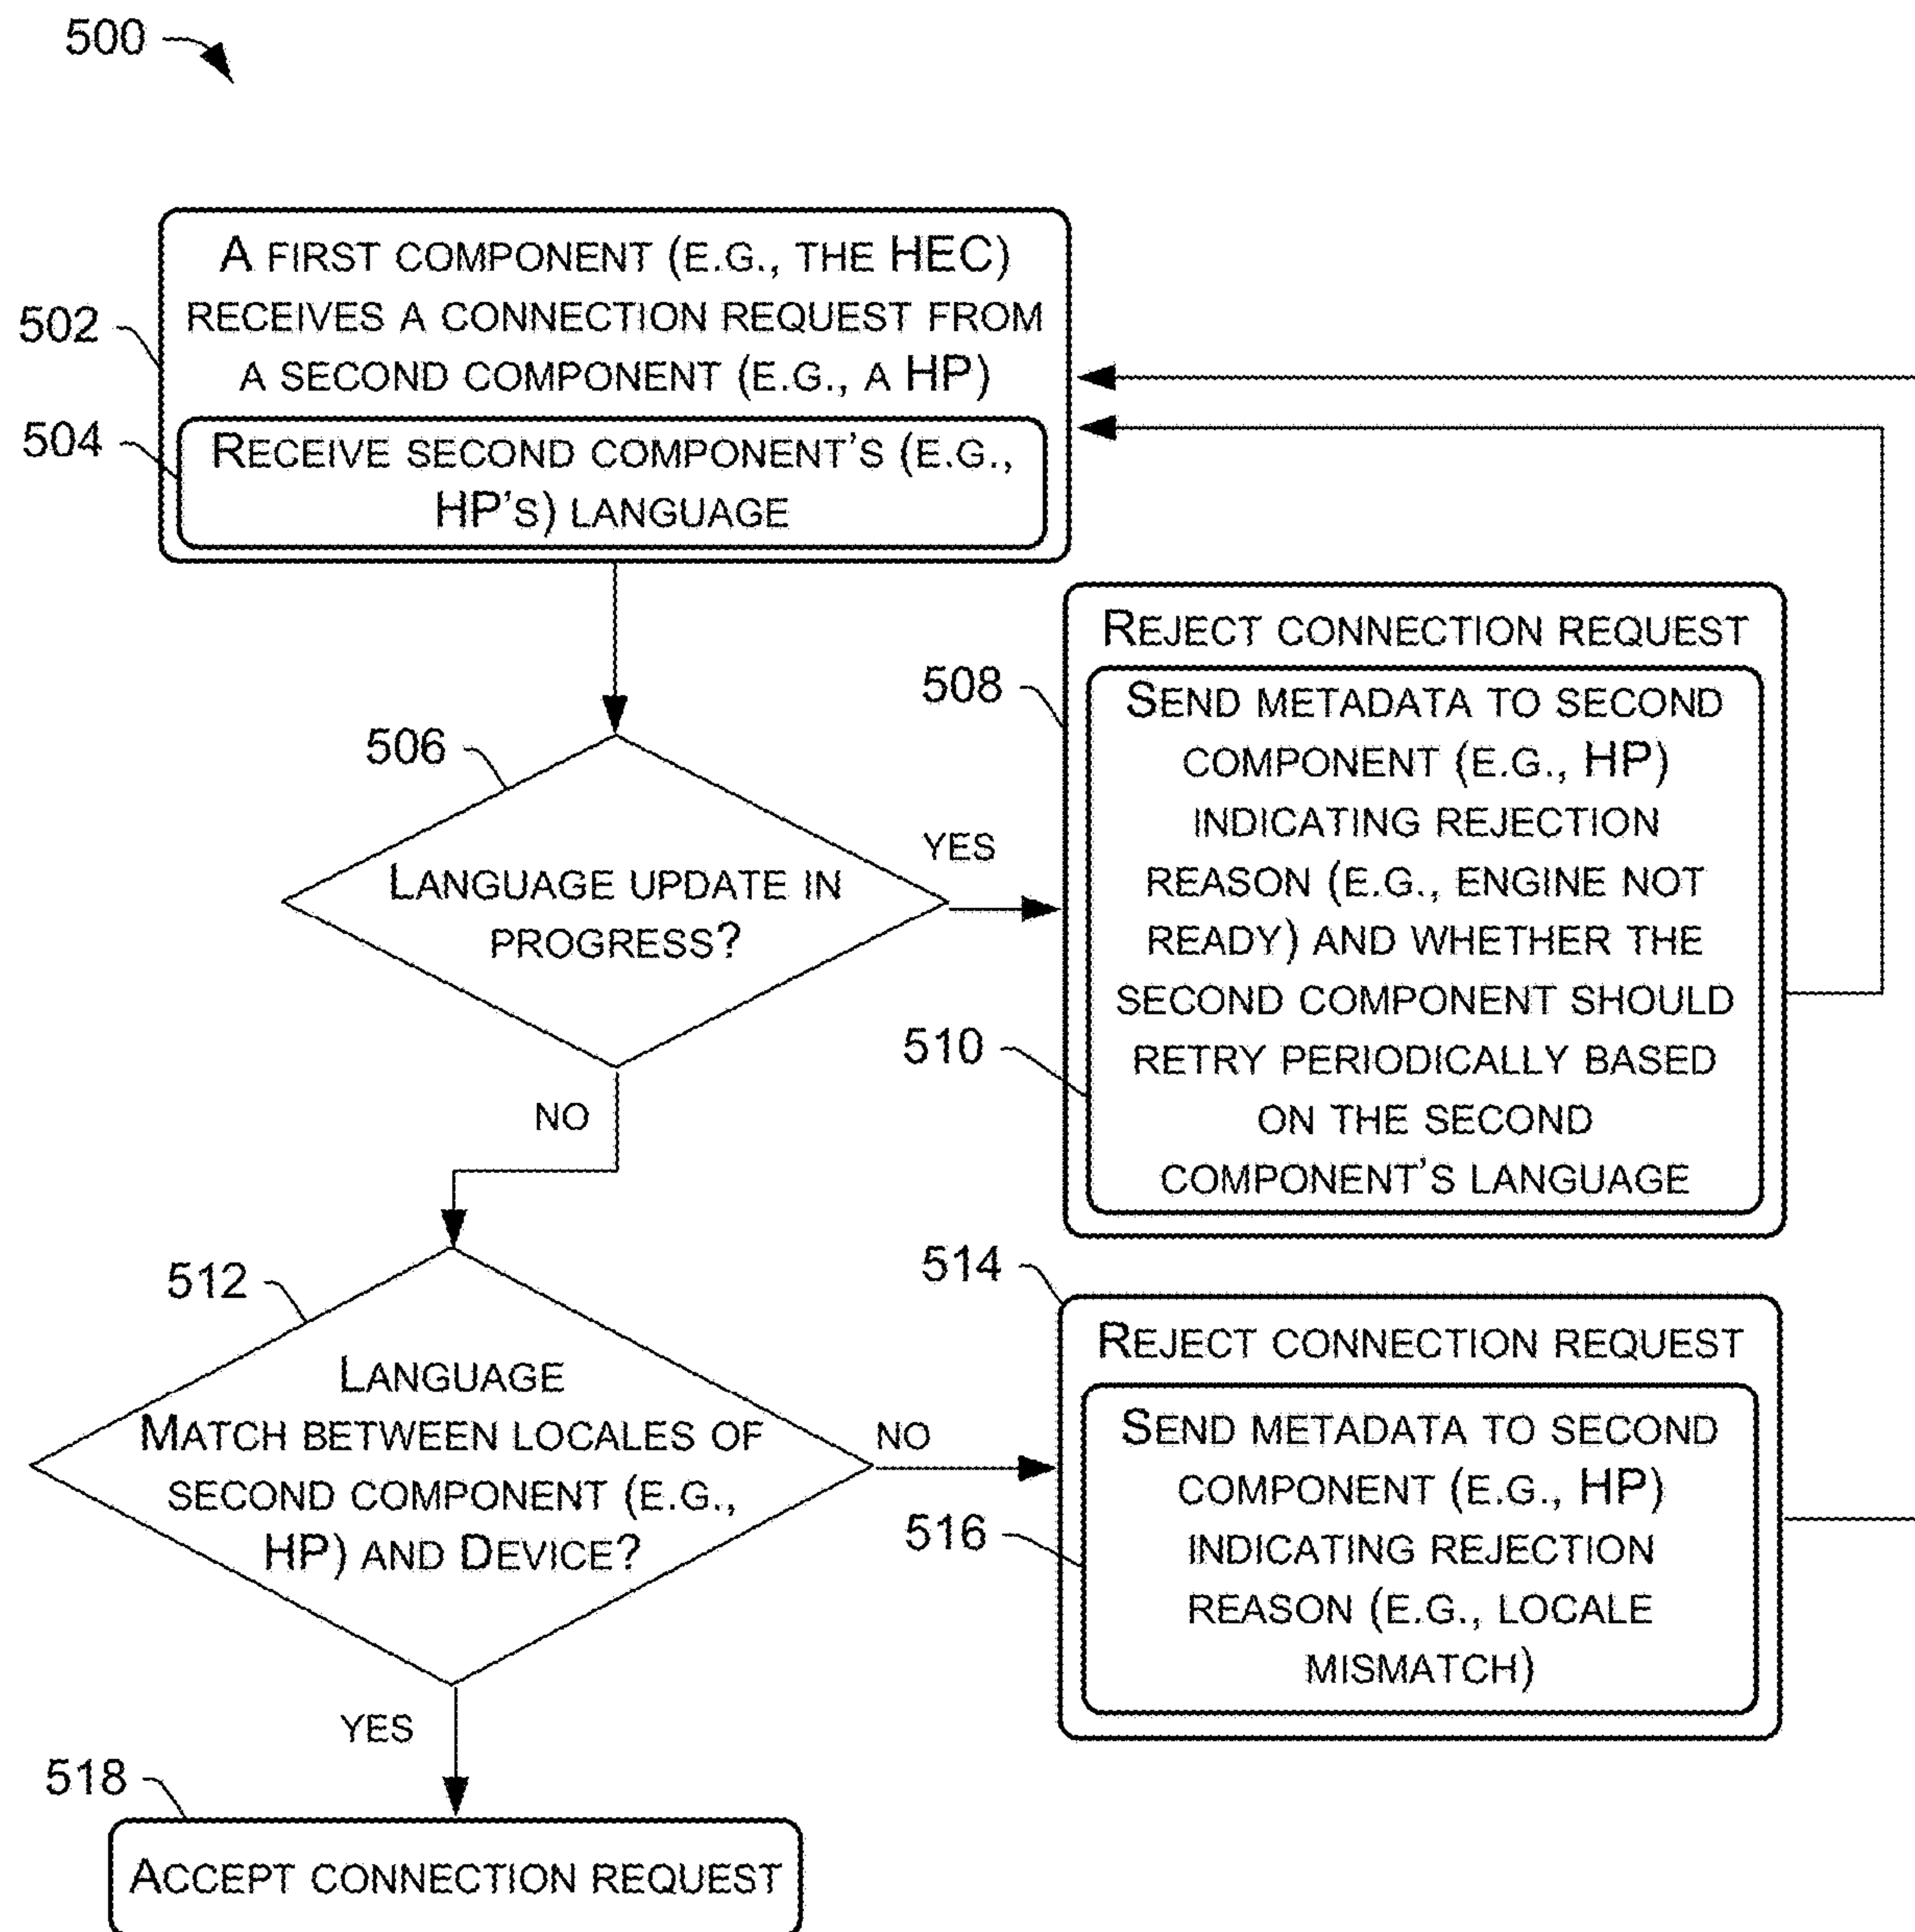 500
502
A FIRST COMPONENT (E.G., THE HEC)
RECEIVES A CONNECTION REQUEST FROM
A SECOND COMPONENT (E.G., A HP)
504
RECEIVE SECOND COMPONENT'S (E.G.,
HP'S) LANGUAGE
506
LANGUAGE UPDATE IN
PROGRESS?
YES
NO
508
REJECT CONNECTION REQUEST
510
SEND METADATA TO SECOND
COMPONENT (E.G., HP)
INDICATING REJECTION
REASON (E.G., ENGINE NOT
READY) AND WHETHER THE
SECOND COMPONENT SHOULD
RETRY PERIODICALLY BASED
ON THE SECOND
COMPONENT'S LANGUAGE
512
LANGUAGE
MATCH BETWEEN LOCALES OF
SECOND COMPONENT (E.G.,
HP) AND DEVICE?
NO
YES
514
REJECT CONNECTION REQUEST
516
SEND METADATA TO SECOND
COMPONENT (E.G., HP)
INDICATING REJECTION
REASON (E.G., LOCALE
MISMATCH)
518
ACCEPT CONNECTION REQUEST